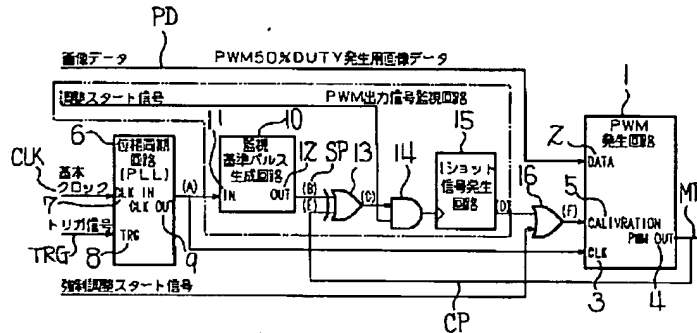 PD
画像データ PWM50%DUTY発生用画像データ
1
調整スタート信号 PWM出力信号監視回路
6 位相同期回路(PLL)
11
10
監視基準パルス生成回路
12
SP
13
14
15
1ショット信号発生回路
16
PWM発生回路
2
DATA
MT
CLK
基本クロック
CLK IN
CLK OUT
7
(A)
IN
OUT
(B)
(E)
(C)
(D)
(F)
5
CALIVRATION
PWM OUT
トリガ信号
TRG
TRG
8
9
CLK
3
4
強制調整スタート信号
CP